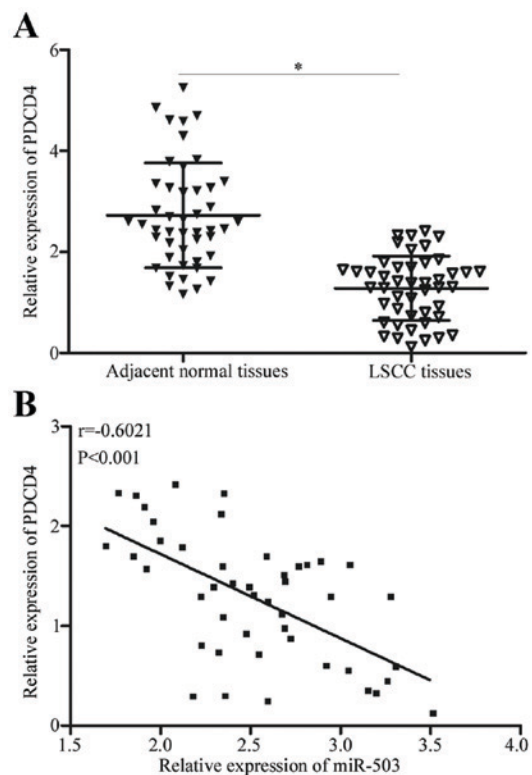 A
Relative expression of PDCD4
6
4
2
0
*
Adjacent normal tissues
LSCC tissues
B
Relative expression of PDCD4
3
2
1
0
r=-0.6021
P<0.001
1.5 2.0 2.5 3.0 3.5 4.0
Relative expression of miR-503